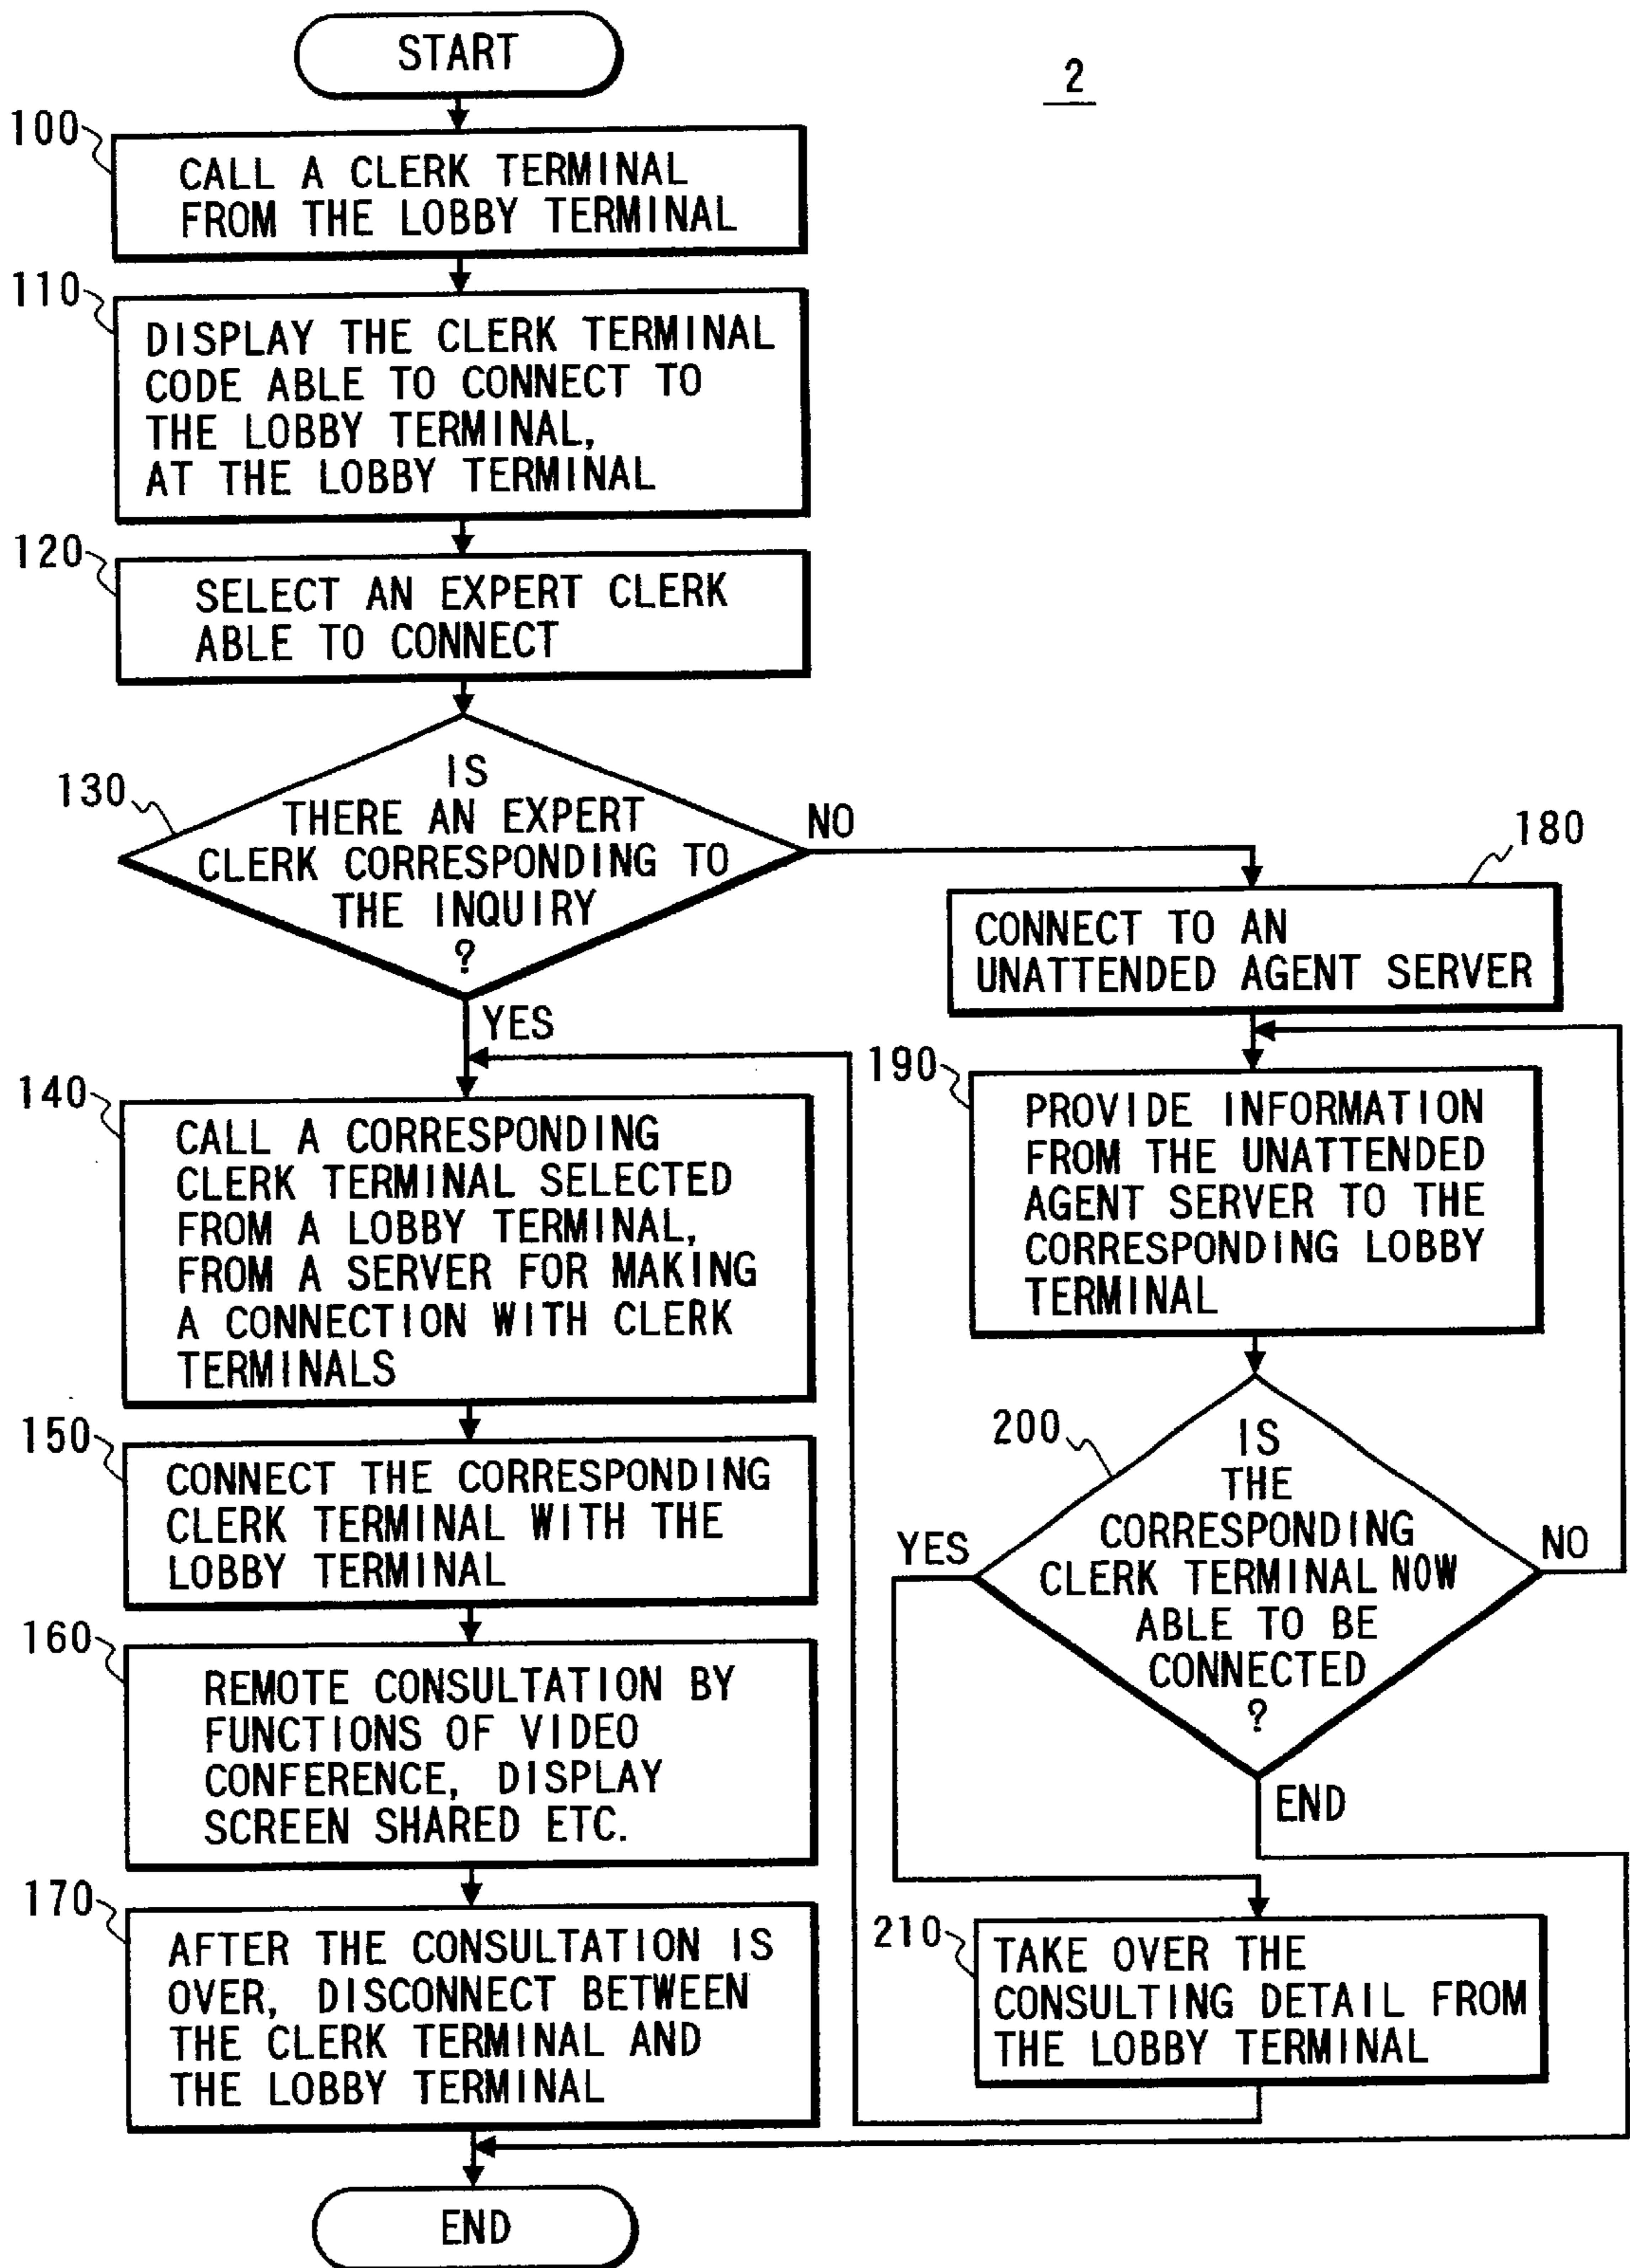 START
2
100
CALL A CLERK TERMINAL
FROM THE LOBBY TERMINAL
110
DISPLAY THE CLERK TERMINAL
CODE ABLE TO CONNECT TO
THE LOBBY TERMINAL,
AT THE LOBBY TERMINAL
120
SELECT AN EXPERT CLERK
ABLE TO CONNECT
130
IS
THERE AN EXPERT
CLERK CORRESPONDING TO
THE INQUIRY
?
NO
YES
140
CALL A CORRESPONDING
CLERK TERMINAL SELECTED
FROM A LOBBY TERMINAL,
FROM A SERVER FOR MAKING
A CONNECTION WITH CLERK
TERMINALS
150
CONNECT THE CORRESPONDING
CLERK TERMINAL WITH THE
LOBBY TERMINAL
160
REMOTE CONSULTATION BY
FUNCTIONS OF VIDEO
CONFERENCE, DISPLAY
SCREEN SHARED ETC.
170
AFTER THE CONSULTATION IS
OVER, DISCONNECT BETWEEN
THE CLERK TERMINAL AND
THE LOBBY TERMINAL
180
CONNECT TO AN
UNATTENDED AGENT SERVER
190
PROVIDE INFORMATION
FROM THE UNATTENDED
AGENT SERVER TO THE
CORRESPONDING LOBBY
TERMINAL
200
IS
THE
CORRESPONDING
CLERK TERMINAL NOW
ABLE TO BE
CONNECTED
?
YES
NO
END
210
TAKE OVER THE
CONSULTING DETAIL FROM
THE LOBBY TERMINAL
END